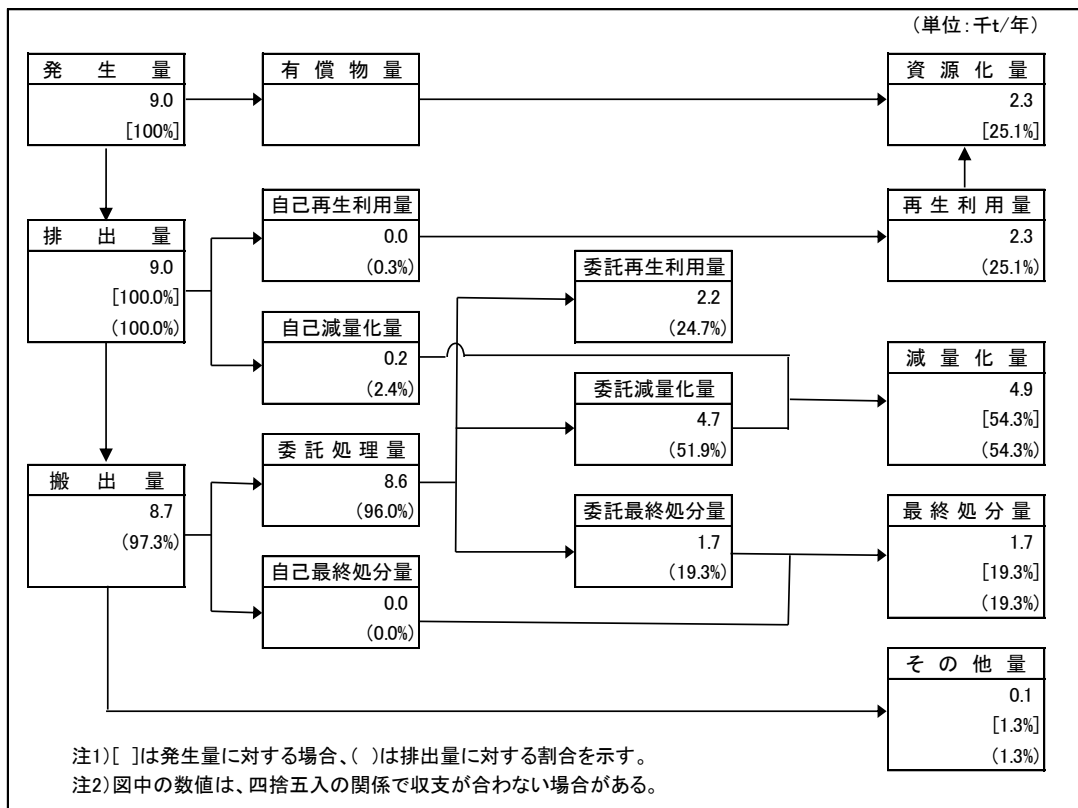 (単位:千t/年)
発生量
9.0
[100%]
有償物量
資源化量
2.3
[25.1%]
排出量
9.0
[100.0%]
(100.0%)
自己再生利用量
0.0
(0.3%)
再生利用量
2.3
(25.1%)
委託再生利用量
2.2
(24.7%)
自己減量化量
0.2
(2.4%)
減量化量
4.9
[54.3%]
(54.3%)
委託減量化量
4.7
(51.9%)
搬出量
8.7
(97.3%)
委託処理量
8.6
(96.0%)
委託最終処分量
1.7
(19.3%)
最終処分量
1.7
[19.3%]
(19.3%)
自己最終処分量
0.0
(0.0%)
その他量
0.1
[1.3%]
(1.3%)
注1)[ ]は発生量に対する場合、( )は排出量に対する割合を示す。
注2)図中の数値は、四捨五入の関係で収支が合わない場合がある。